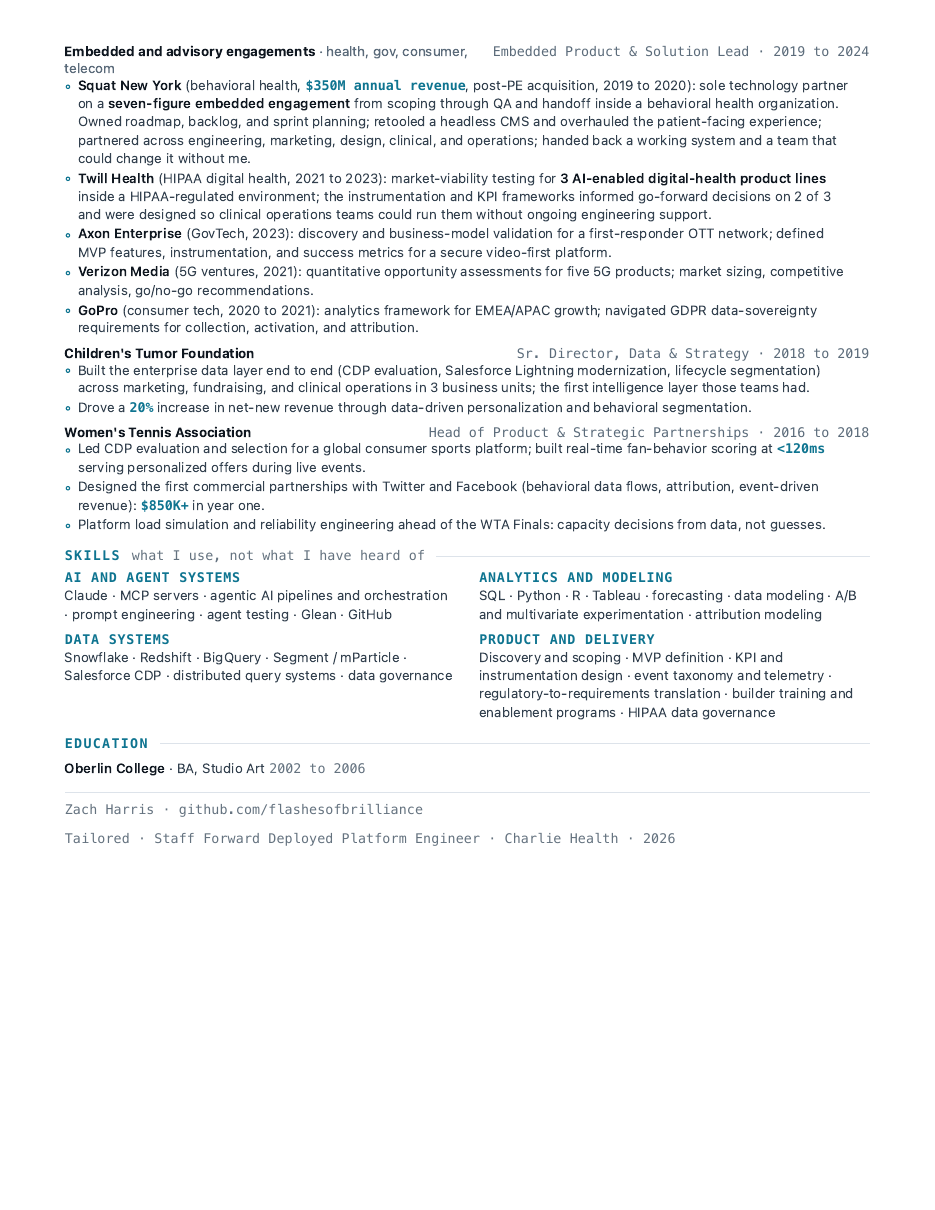 Embedded and advisory engagements · health, gov, consumer, telecom
Embedded Product & Solution Lead · 2019 to 2024
Squat New York (behavioral health, $350M annual revenue, post-PE acquisition, 2019 to 2020): sole technology partner
on a seven-figure embedded engagement from scoping through QA and handoff inside a behavioral health organization.
Owned roadmap, backlog, and sprint planning; retooled a headless CMS and overhauled the patient-facing experience;
partnered across engineering, marketing, design, clinical, and operations; handed back a working system and a team that
could change it without me.
Twill Health (HIPAA digital health, 2021 to 2023): market-viability testing for 3 AI-enabled digital-health product lines
inside a HIPAA-regulated environment; the instrumentation and KPI frameworks informed go-forward decisions on 2 of 3
and were designed so clinical operations teams could run them without ongoing engineering support.
Axon Enterprise (GovTech, 2023): discovery and business-model validation for a first-responder OTT network; defined
MVP features, instrumentation, and success metrics for a secure video-first platform.
Verizon Media (5G ventures, 2021): quantitative opportunity assessments for five 5G products; market sizing, competitive
analysis, go/no-go recommendations.
GoPro (consumer tech, 2020 to 2021): analytics framework for EMEA/APAC growth; navigated GDPR data-sovereignty
requirements for collection, activation, and attribution.
Children's Tumor Foundation Sr. Director, Data & Strategy · 2018 to 2019
Built the enterprise data layer end to end (CDP evaluation, Salesforce Lightning modernization, lifecycle segmentation)
across marketing, fundraising, and clinical operations in 3 business units; the first intelligence layer those teams had.
Drove a 20% increase in net-new revenue through data-driven personalization and behavioral segmentation.
Women's Tennis Association Head of Product & Strategic Partnerships · 2016 to 2018
Led CDP evaluation and selection for a global consumer sports platform; built real-time fan-behavior scoring at <120ms
serving personalized offers during live events.
Designed the first commercial partnerships with Twitter and Facebook (behavioral data flows, attribution, event-driven
revenue): $850K+ in year one.
Platform load simulation and reliability engineering ahead of the WTA Finals: capacity decisions from data, not guesses.
SKILLS what I use, not what I have heard of
AI AND AGENT SYSTEMS
Claude · MCP servers · agentic AI pipelines and orchestration
· prompt engineering · agent testing · Glean · GitHub
ANALYTICS AND MODELING
SQL · Python · R · Tableau · forecasting · data modeling · A/B
and multivariate experimentation · attribution modeling
DATA SYSTEMS
Snowflake · Redshift · BigQuery · Segment / mParticle ·
Salesforce CDP · distributed query systems · data governance
PRODUCT AND DELIVERY
Discovery and scoping · MVP definition · KPI and
instrumentation design · event taxonomy and telemetry ·
regulatory-to-requirements translation · builder training and
enablement programs · HIPAA data governance
EDUCATION
Oberlin College · BA, Studio Art 2002 to 2006
Zach Harris · github.com/flashesofbrilliance
Tailored · Staff Forward Deployed Platform Engineer · Charlie Health · 2026